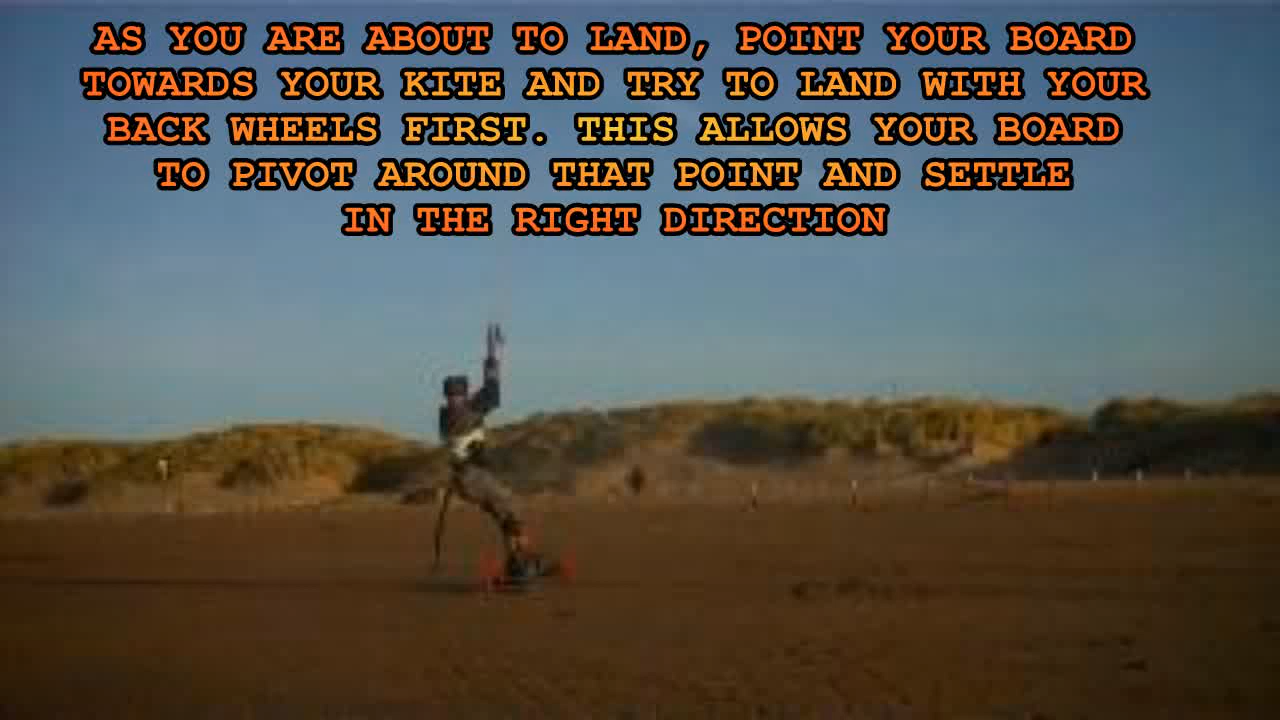 AS YOU ARE ABOUT TO LAND, POINT YOUR BOARD
TOWARDS YOUR KITE AND TRY TO LAND WITH YOUR
BACK WHEELS FIRST. THIS ALLOWS YOUR BOARD
TO PIVOT AROUND THAT POINT AND SETTLE
IN THE RIGHT DIRECTION